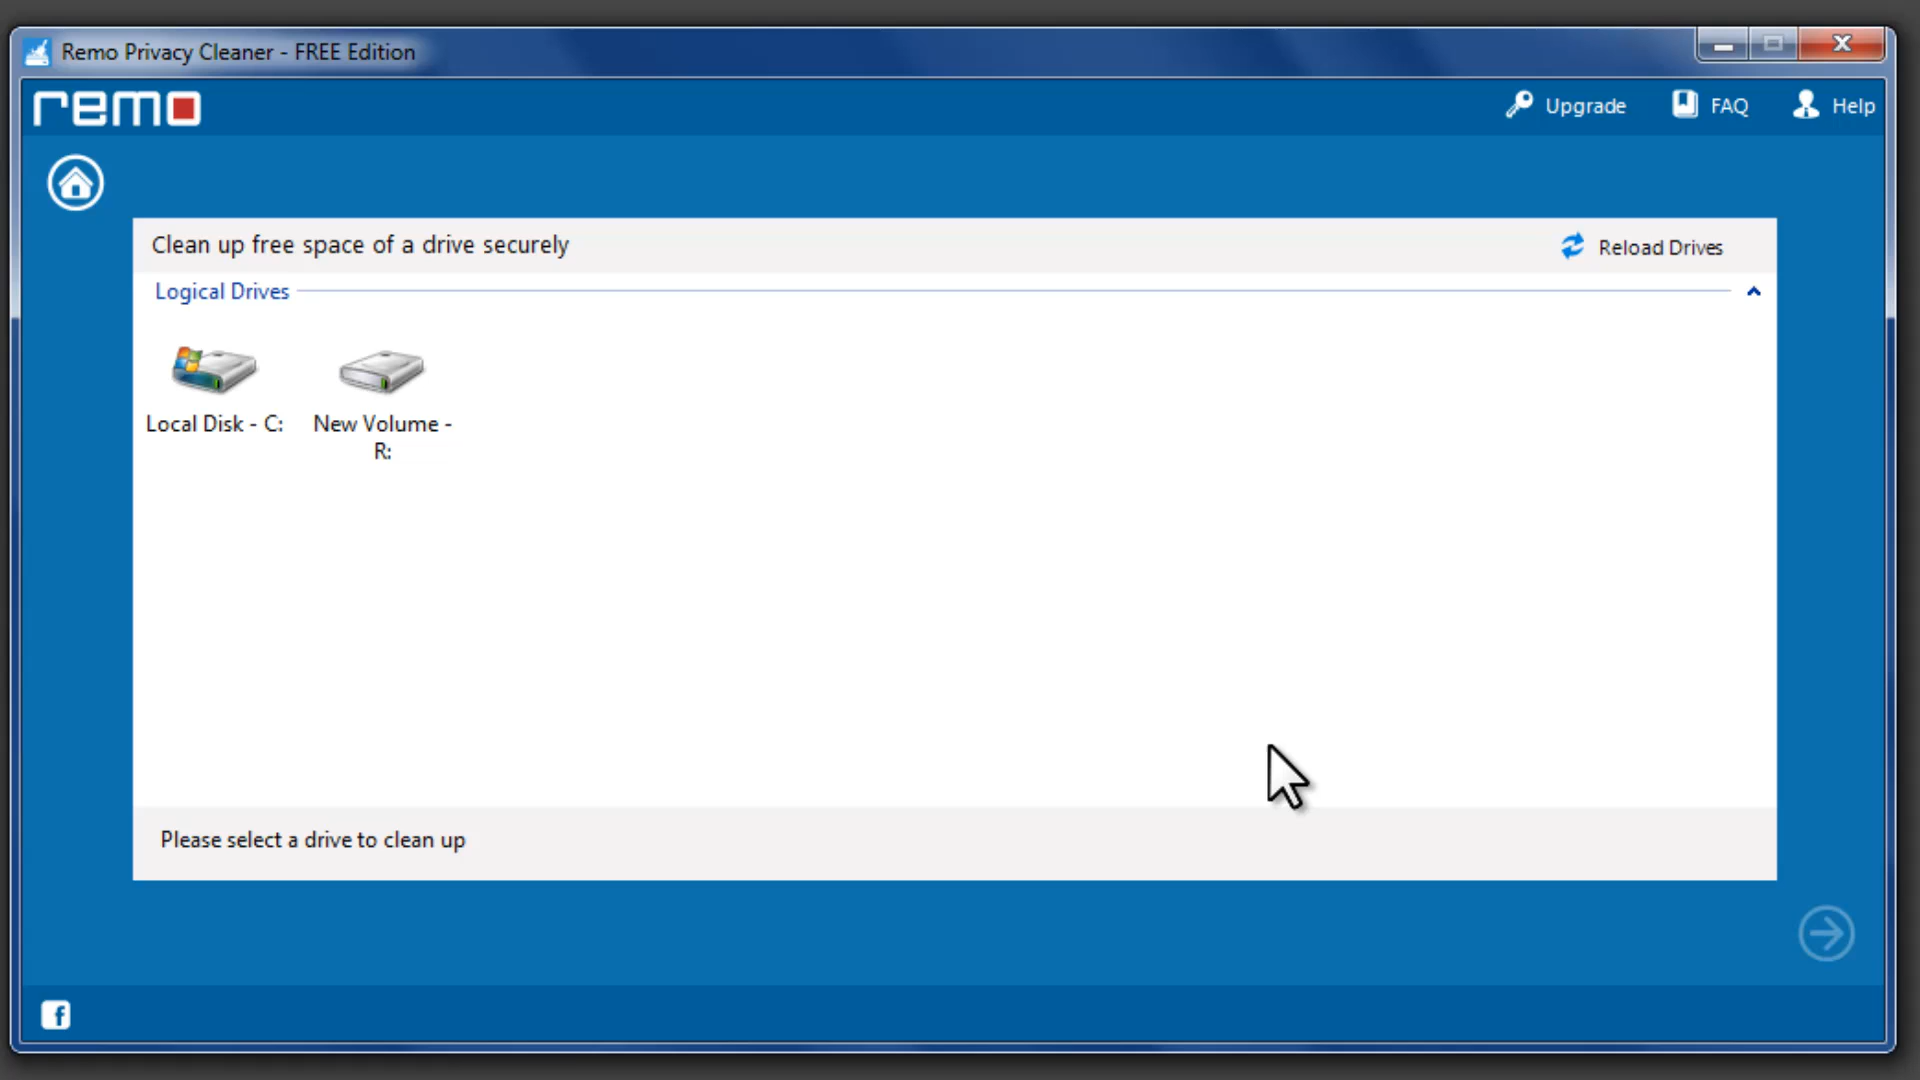 Remo Privacy Cleaner - FREE Edition
remo
Upgrade
FAQ
Help
Clean up free space of a drive securely
Reload Drives
Logical Drives
Local Disk - C:
New Volume -
R:
Please select a drive to clean up
f